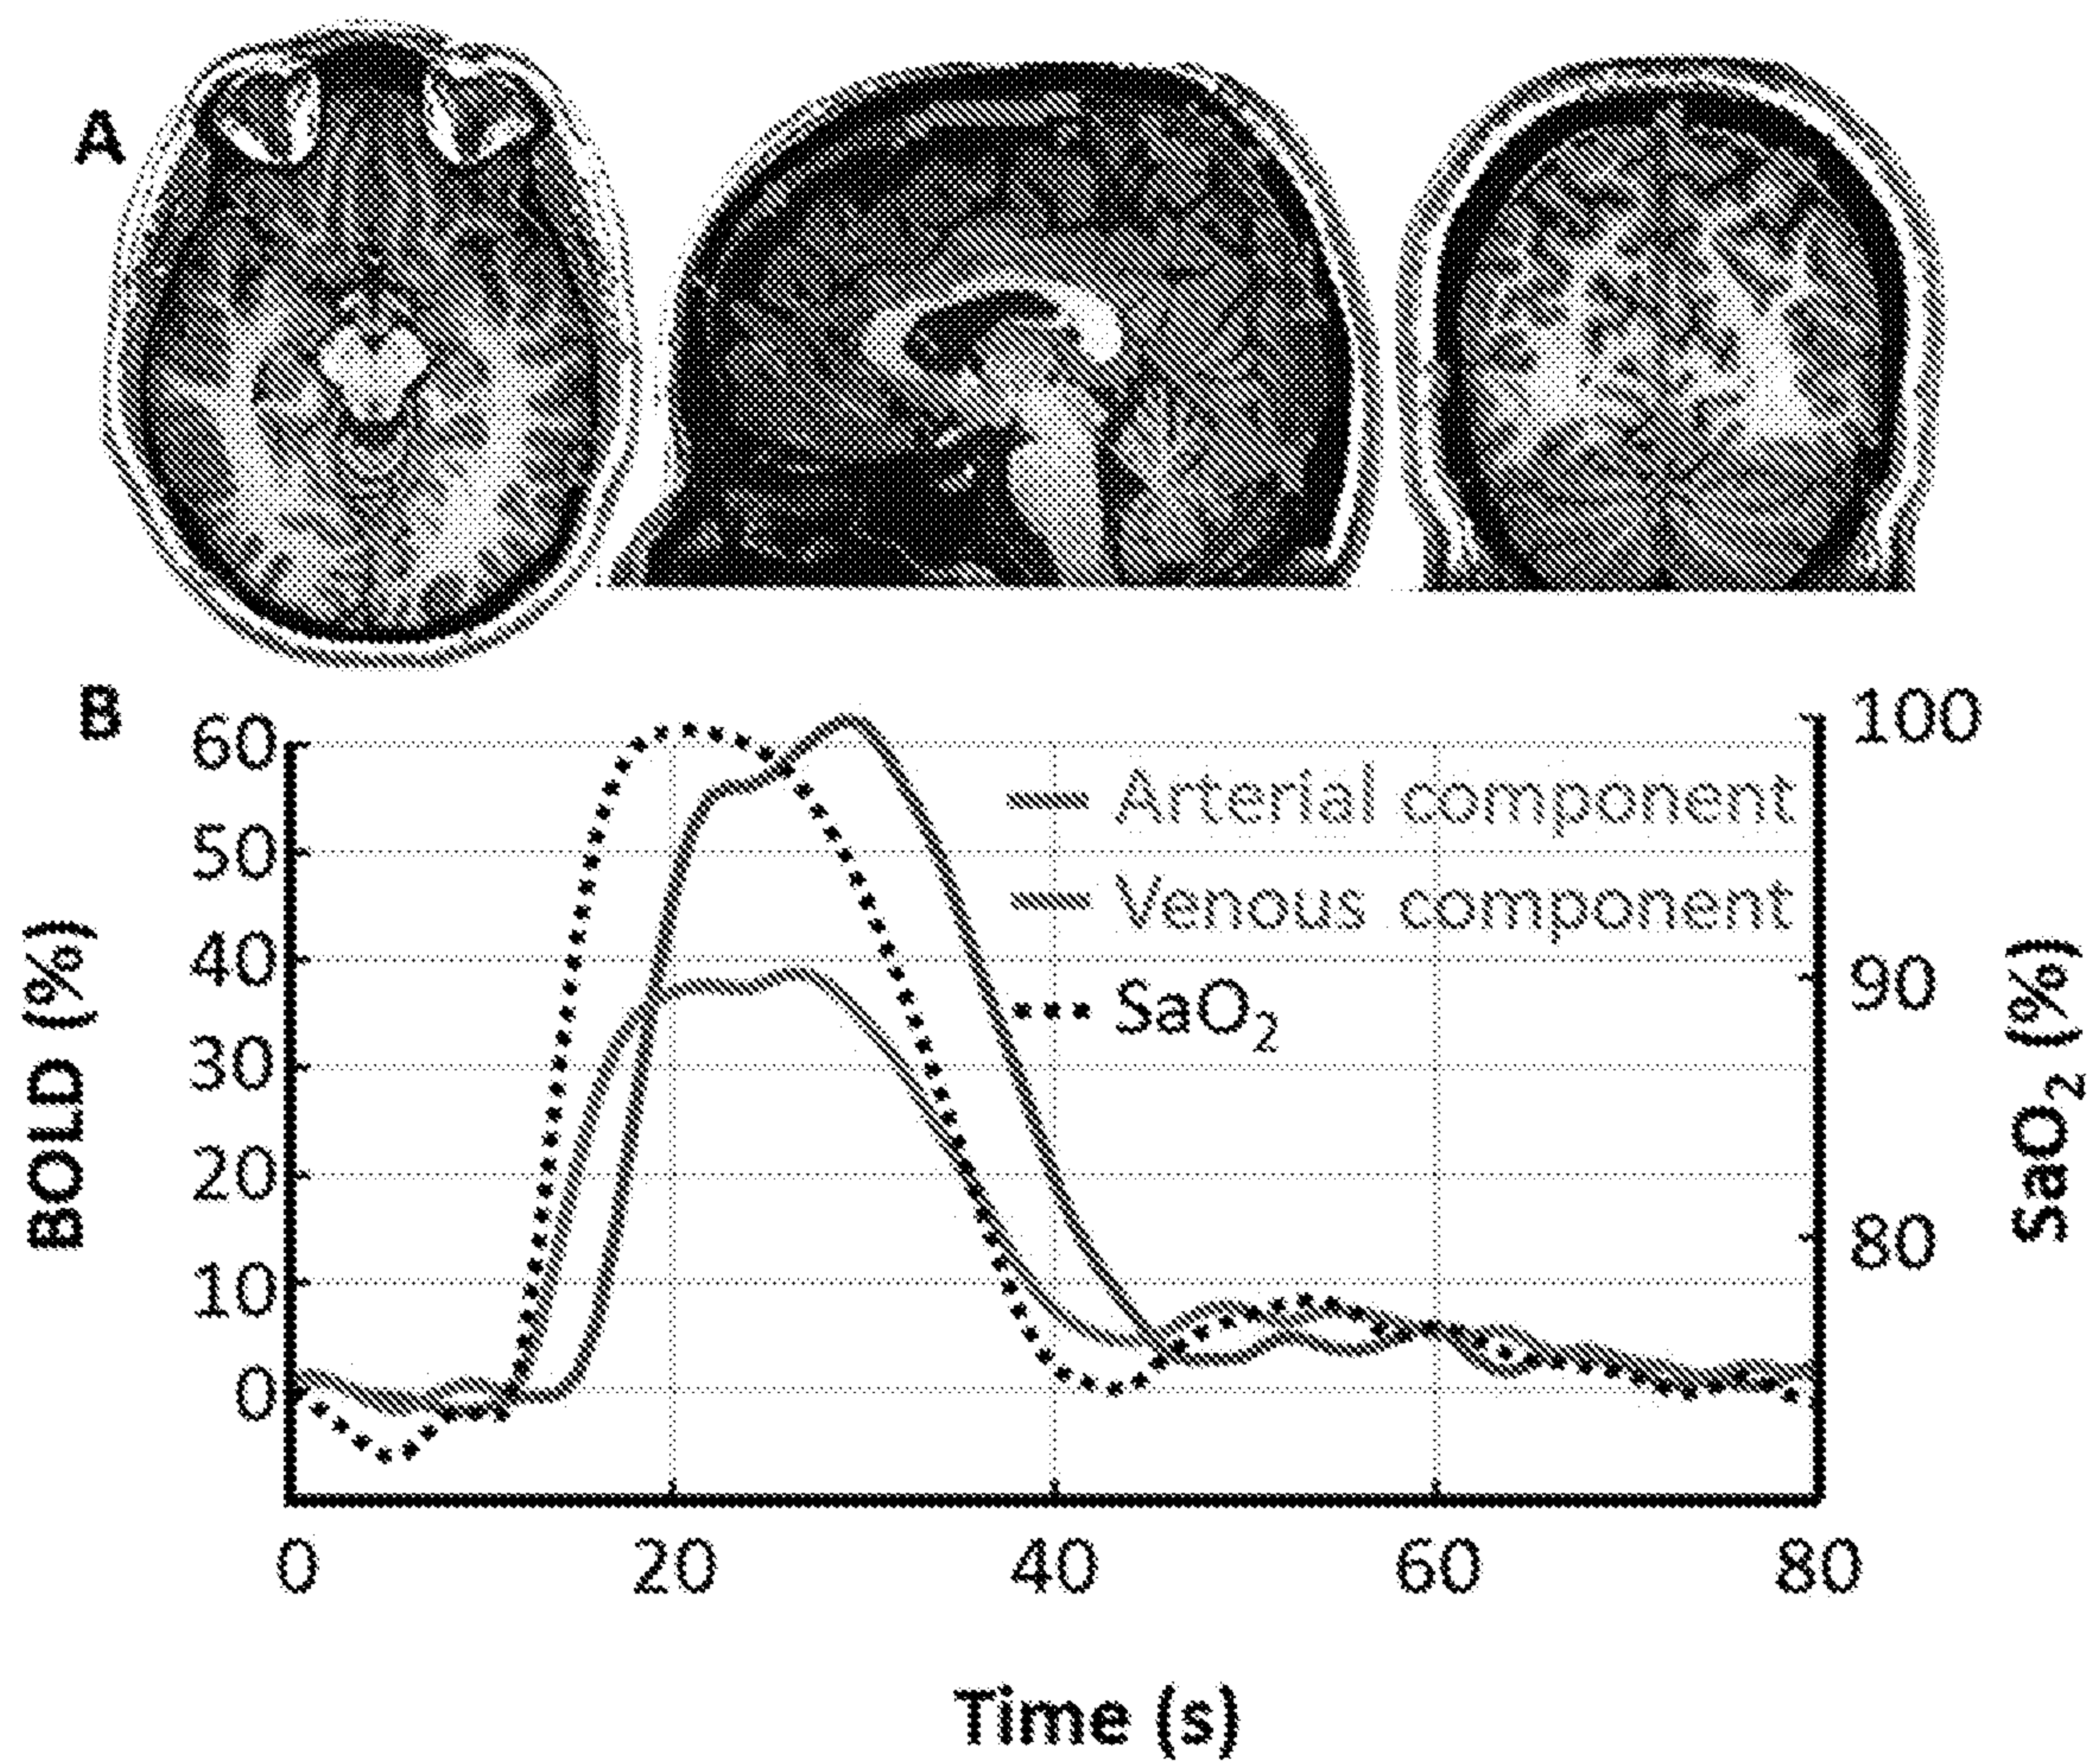 A
B
BOLD (%)
60
50
40
30
20
10
0
Arterial component
Venous component
SaO₂
100
90
80
SaO₂ (%)
0 20 40 60 80
Time (s)